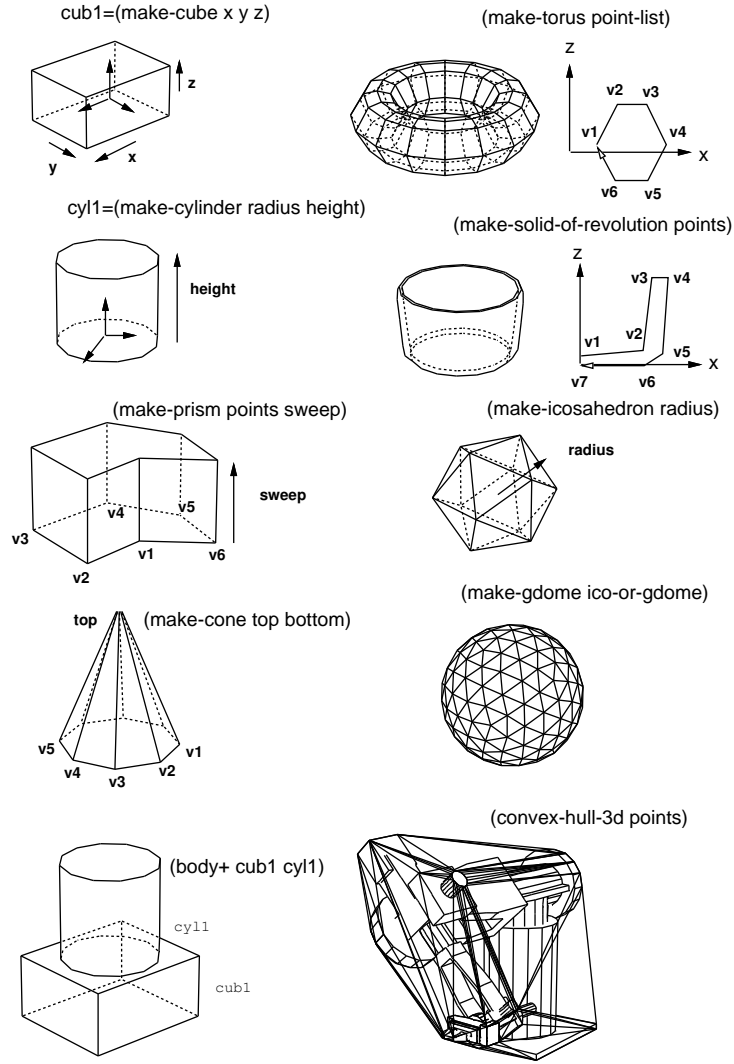 cub1=(make-cube x y z)
z
y
x
(make-torus point-list)
Z
v2
v3
v1
v4
X
v6
v5
cyl1=(make-cylinder radius height)
height
(make-solid-of-revolution points)
Z
v3
v4
v1
v2
v5
X
v7
v6
(make-prism points sweep)
sweep
v4
v5
v3
v1
v6
v2
(make-icosahedron radius)
radius
top
(make-cone top bottom)
v5
v1
v4
v2
v3
(make-gdome ico-or-gdome)
(body+ cub1 cyl1)
cyl1
cub1
(convex-hull-3d points)